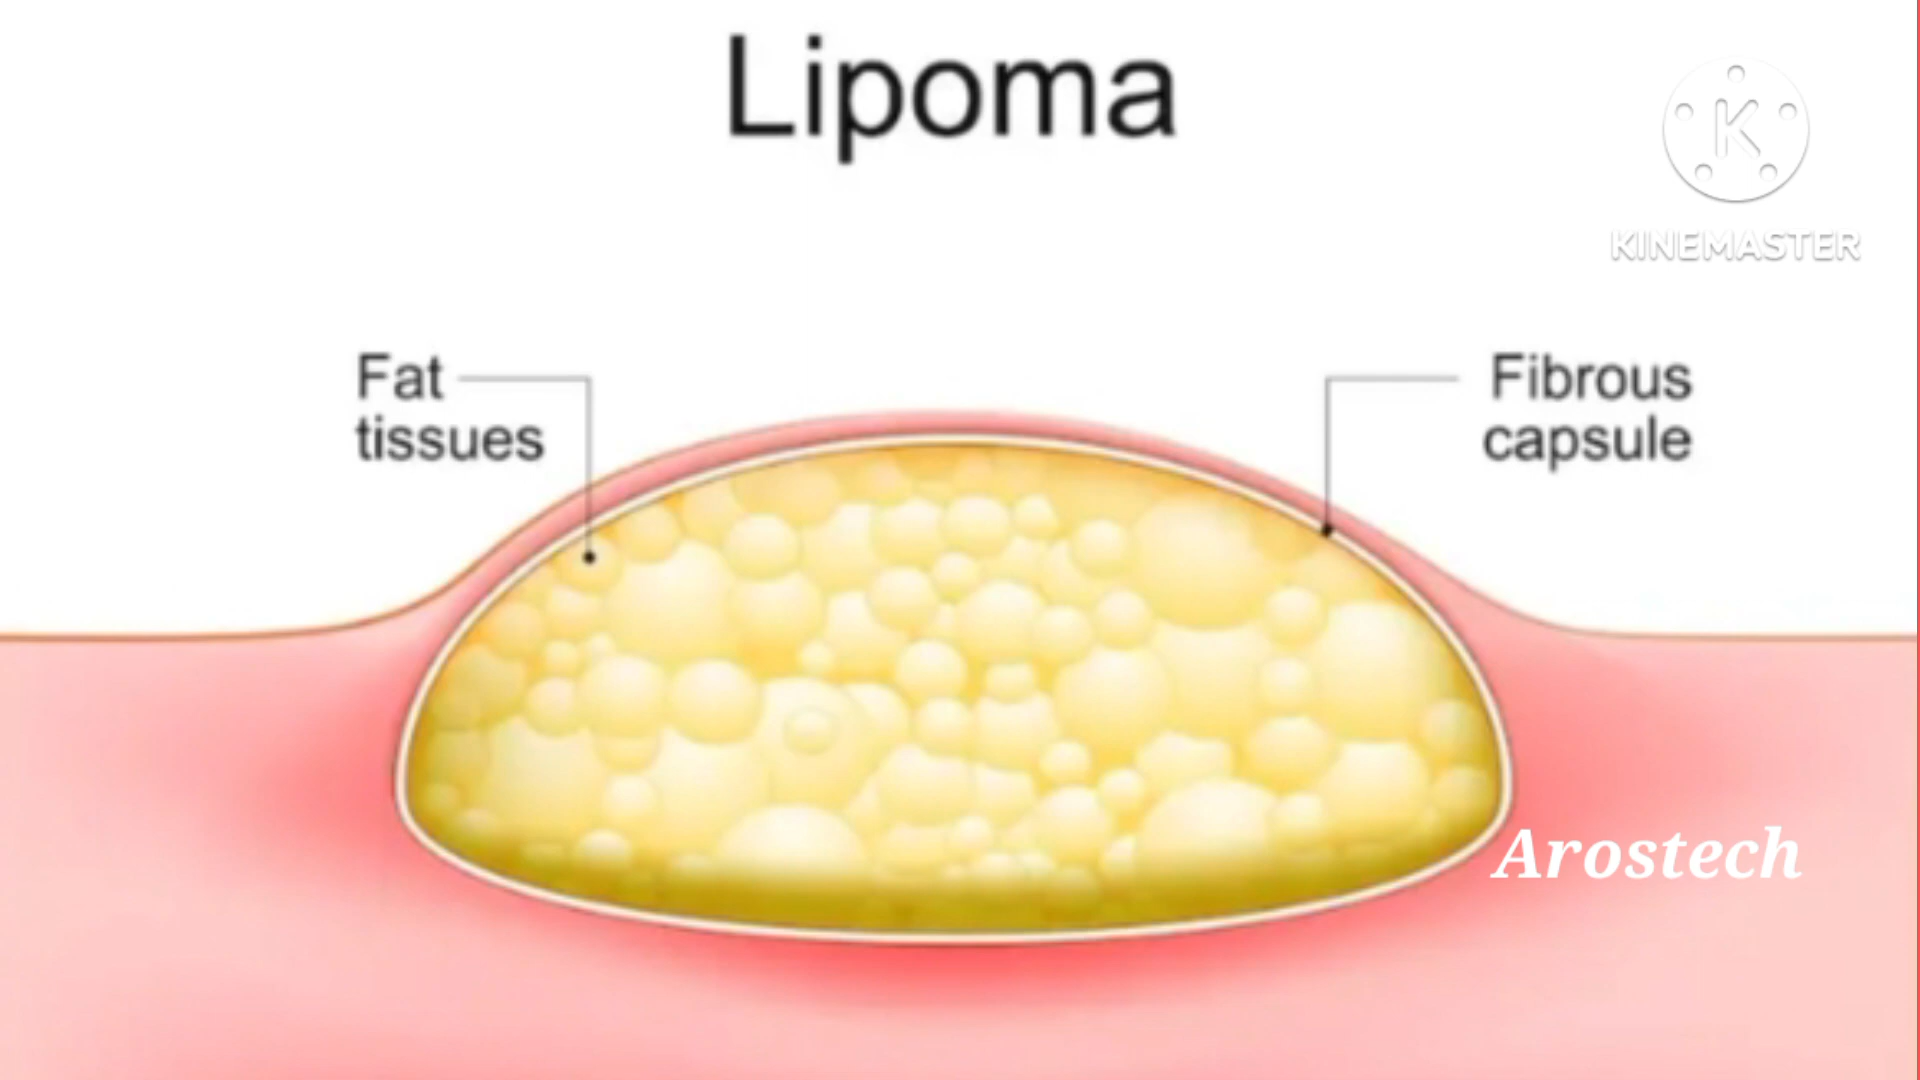 Lipoma
K
KINEMASTER
Fat
tissues
Fibrous
capsule
Arostech